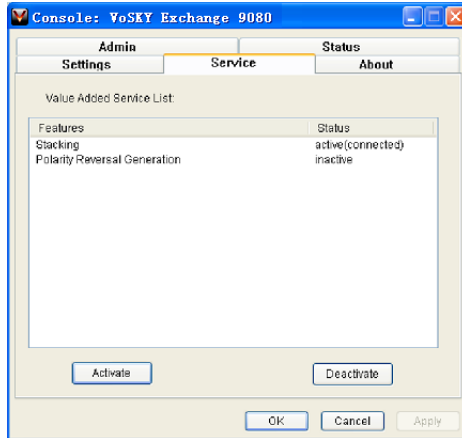 Console: VoSKY Exchange 9080
Admin Status
Settings Service About
Value Added Service List:
Features Status
Stacking active(connected)
Polarity Reversal Generation inactive
Activate Deactivate
OK Cancel Apply